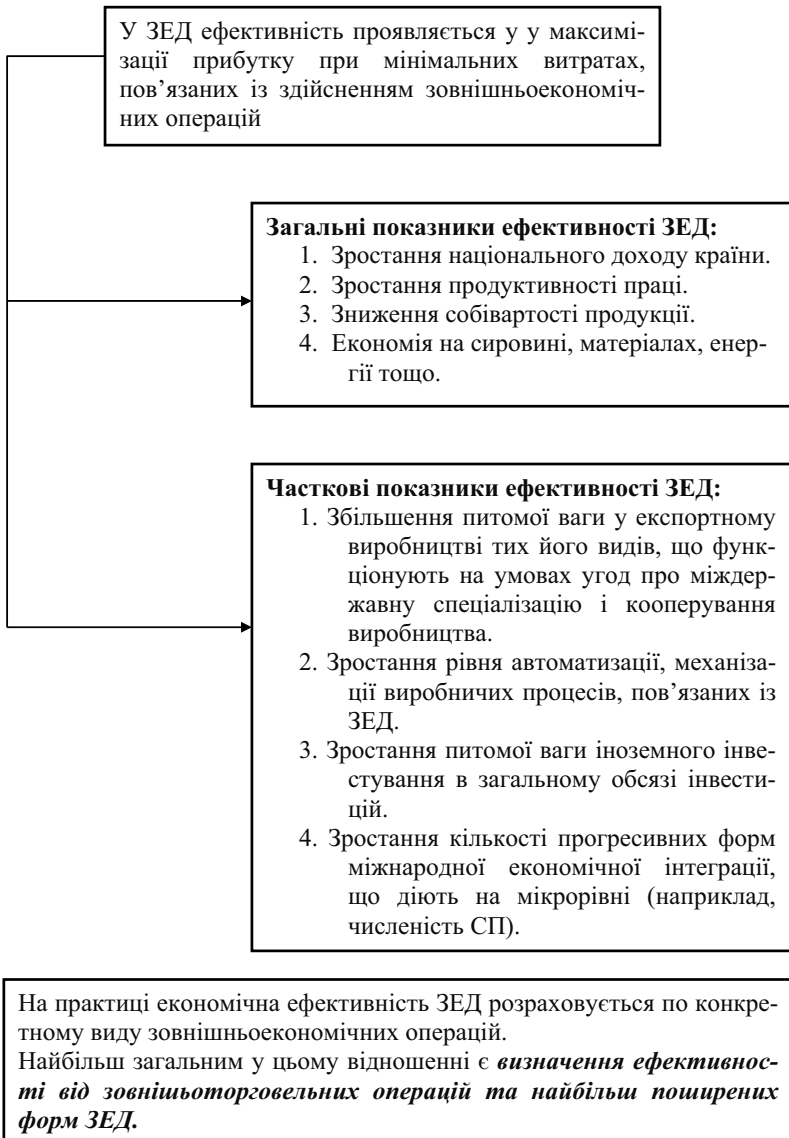 У ЗЕД ефективність проявляється у у максимі-
зації прибутку при мінімальних витратах,
пов’язаних із здійсненням зовнішньоекономіч-
них операцій
Загальні показники ефективності ЗЕД:
1. Зростання національного доходу країни.
2. Зростання продуктивності праці.
3. Зниження собівартості продукції.
4. Економія на сировині, матеріалах, енер-
гії тощо.
Часткові показники ефективності ЗЕД:
1. Збільшення питомої ваги у експортному
виробництві тих його видів, що функ-
ціонують на умовах угод про міждер-
жавну спеціалізацію і кооперування
виробництва.
2. Зростання рівня автоматизації, механіза-
ції виробничих процесів, пов’язаних із
ЗЕД.
3. Зростання питомої ваги іноземного інве-
стування в загальному обсязі інвести-
цій.
4. Зростання кількості прогресивних форм
міжнародної економічної інтеграції,
що діють на мікрорівні (наприклад,
численість СП).
На практиці економічна ефективність ЗЕД розраховується по конкре-
тному виду зовнішньоекономічних операцій.
Найбільш загальним у цьому відношенні є визначення ефективнос-
ті від зовнішьоторговельних операцій та найбільш поширених
форм ЗЕД.